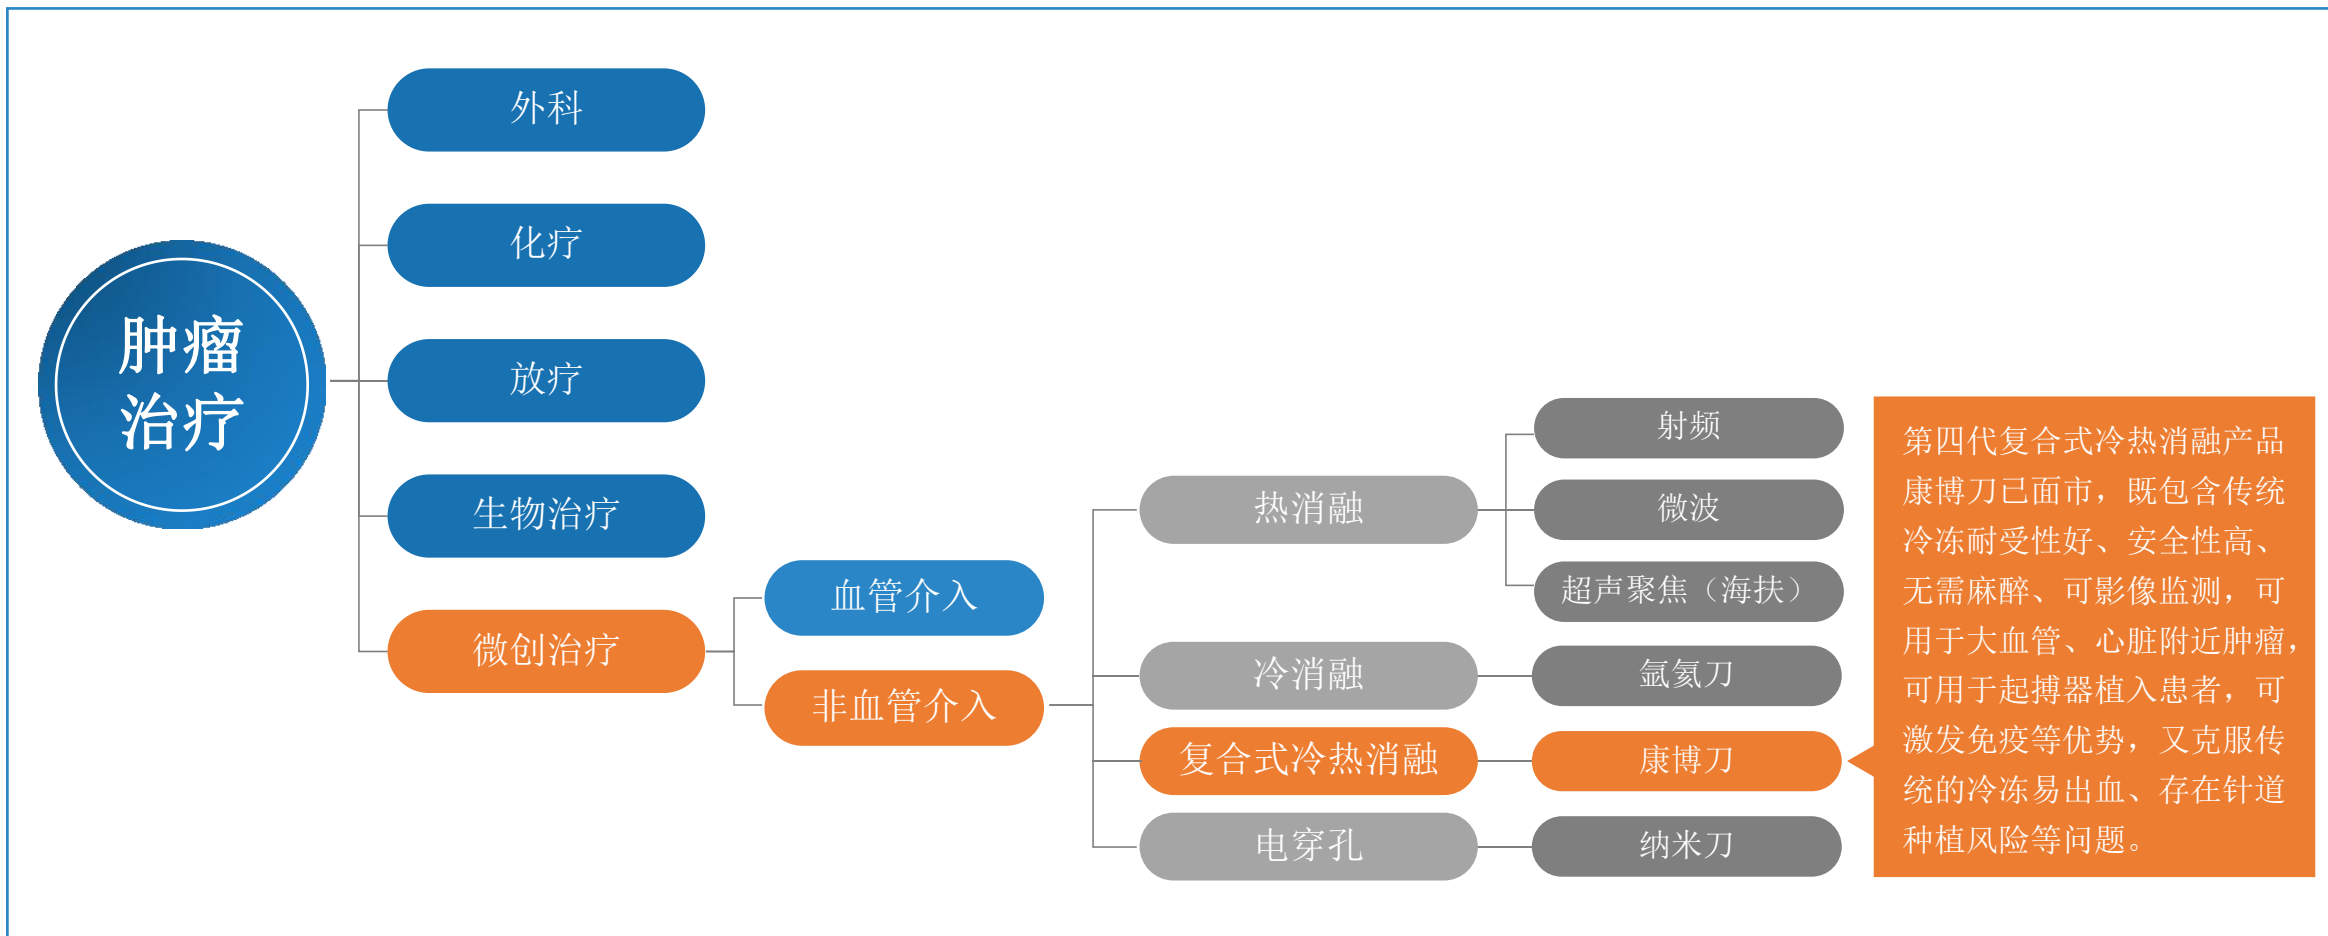 肿瘤
治疗
外科
化疗
放疗
生物治疗
微创治疗
血管介入
非血管介入
热消融
冷消融
复合式冷热消融
电穿孔
射频
微波
超声聚焦（海扶）
氩氦刀
康博刀
纳米刀
第四代复合式冷热消融产品
康博刀已面市，既包含传统
冷冻耐受性好、安全性高、
无需麻醉、可影像监测，可
用于大血管、心脏附近肿瘤，
可用于起搏器植入患者，可
激发免疫等优势，又克服传
统的冷冻易出血、存在针道
种植风险等问题。